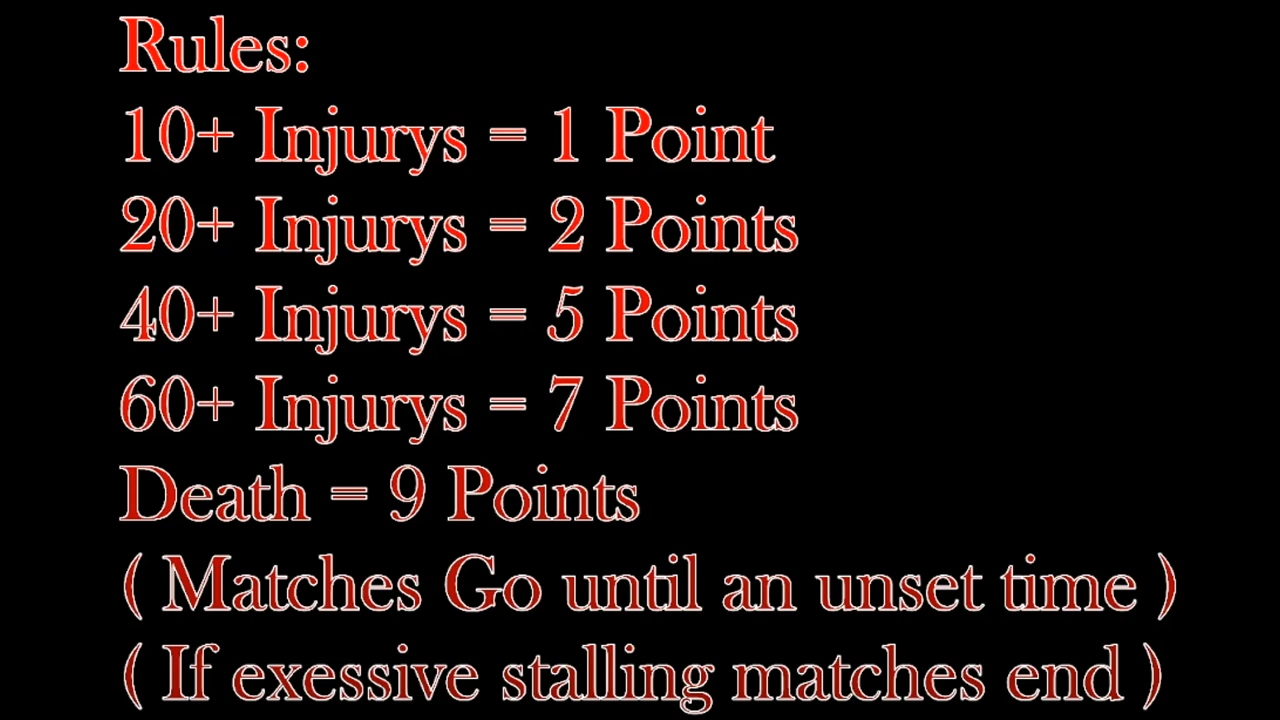 Rules:
10+ Injurys = 1 Point
20+ Injurys = 2 Points
40+ Injurys = 5 Points
60+ Injurys = 7 Points
Death = 9 Points
( Matches Go until an unset time )
( If exessive stalling matches end )